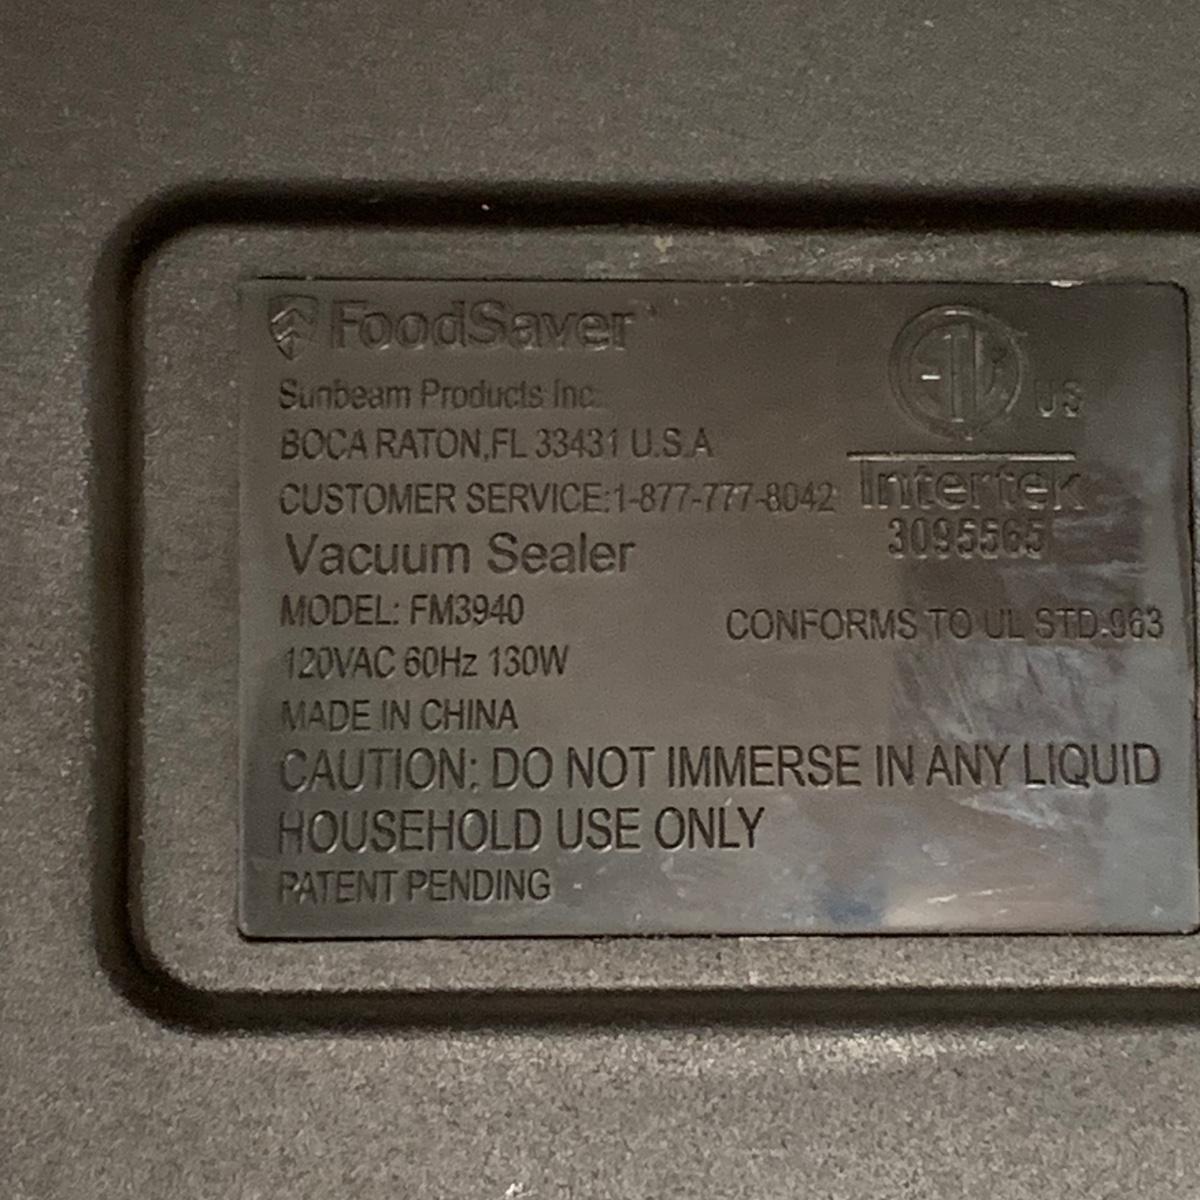 FoodSaver
Sunbeam Products Inc.
BOCA RATON,FL 33431 U.S.A
CUSTOMER SERVICE:1-877-777-8042
Vacuum Sealer
MODEL: FM3940
120VAC 60Hz 130W
MADE IN CHINA
CAUTION: DO NOT IMMERSE IN ANY LIQUID
HOUSEHOLD USE ONLY
PATENT PENDING
ETL US
Intertek
3095565
CONFORMS TO UL STD.963